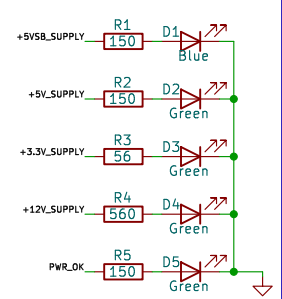 R1
D1
+5VSB_SUPPLY
150
Blue
R2
D2
+5V_SUPPLY
150
Green
R3
D3
+3.3V_SUPPLY
56
Green
R4
D4
+12V_SUPPLY
560
Green
R5
D5
PWR_OK
150
Green